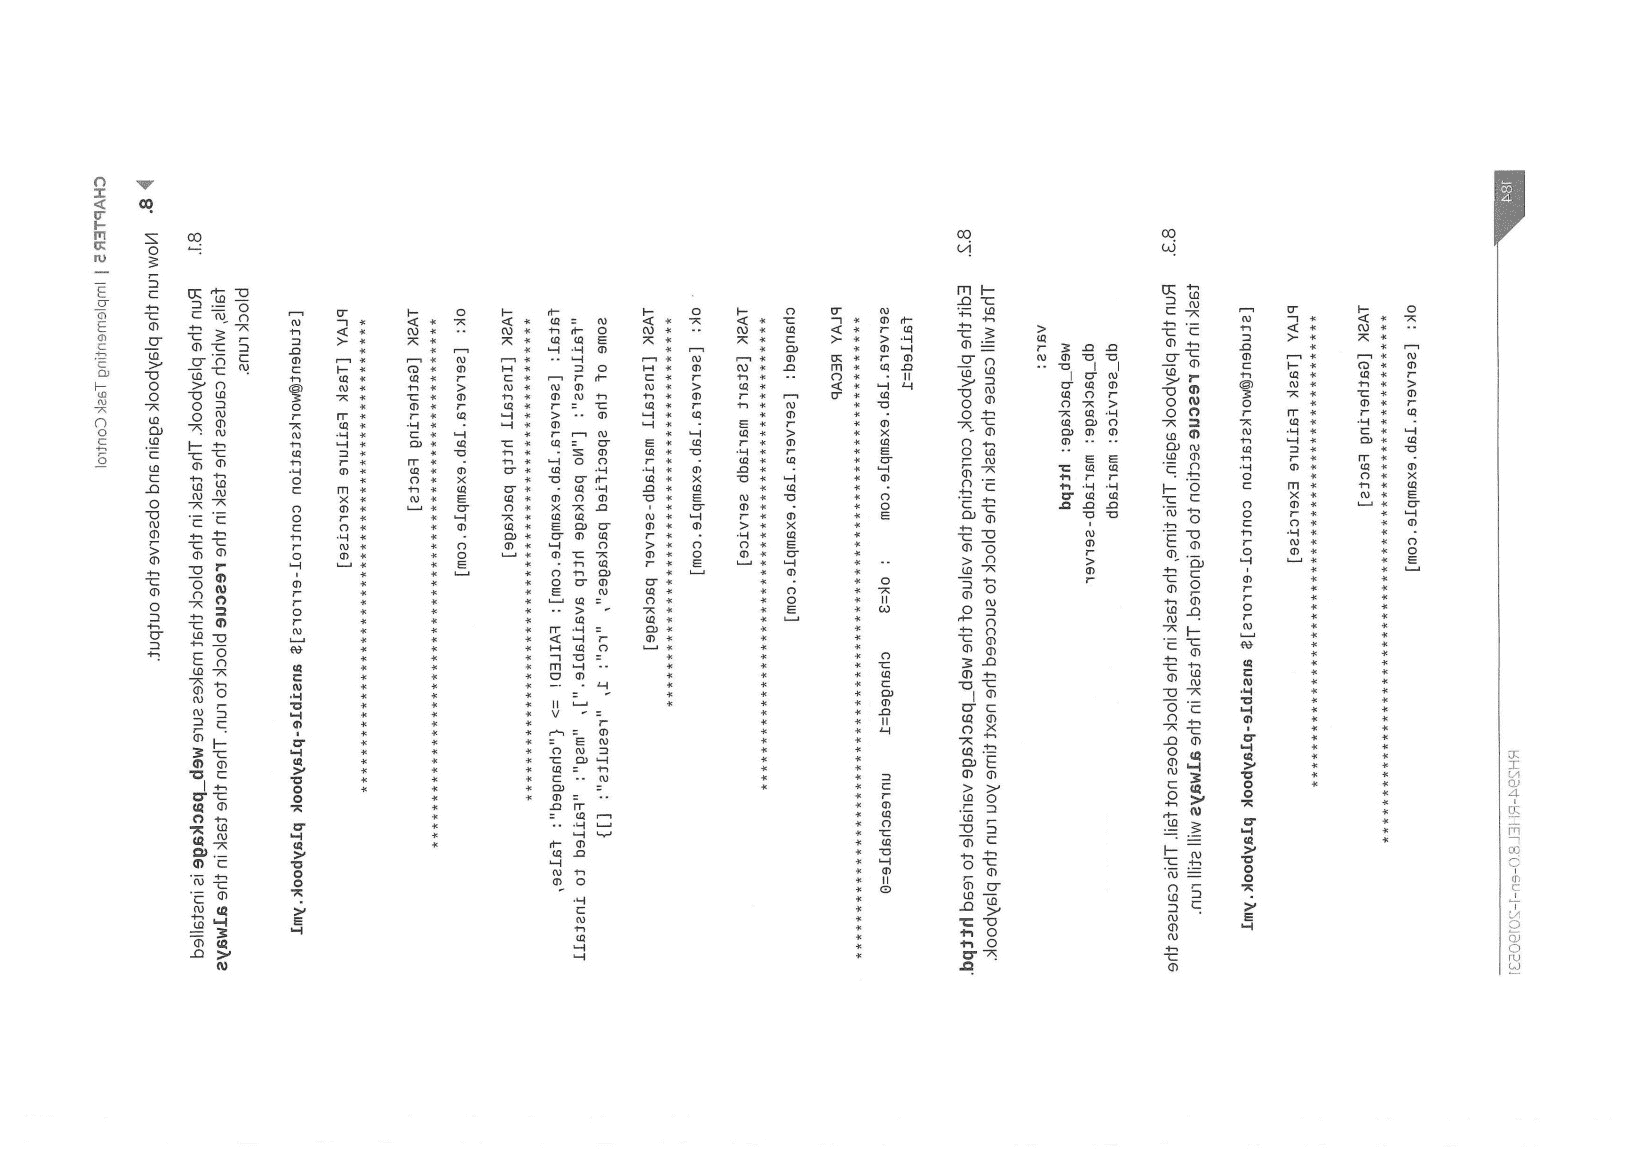 CHAPTER 5 | Implementing Task Control
8. Now run the playbook again and observe the output.
8.1. Run the playbook. The task in the block that makes sure web_package is installed
fails, which causes the task in the rescue block to run. Then the task in the always
block runs.
[student@workstation control-errors]$ ansible-playbook playbook.yml
PLAY [Task Failure Exercise]
****************************************************
TASK [Gathering Facts]
**********************************************************
ok: [servera.lab.example.com]
TASK [Install http package]
*****************************************************
fatal: [servera.lab.example.com]: FAILED! => {"changed": false,
"failures": ["No package http available."], "msg": "Failed to install
some of the specified packages", "rc": 1, "results": []}
TASK [Install mariadb-server package]
*******************************************
ok: [servera.lab.example.com]
TASK [Start mariadb service]
****************************************************
changed: [servera.lab.example.com]
PLAY RECAP
**********************************************************************
servera.lab.example.com : ok=3 changed=1 unreachable=0
failed=1
8.2. Edit the playbook, correcting the value of the web_package variable to read httpd.
That will cause the task in the block to succeed the next time you run the playbook.
vars:
web_package: httpd
db_package: mariadb-server
db_service: mariadb
8.3. Run the playbook again. This time, the task in the block does not fail. This causes the
task in the rescue section to be ignored. The task in the always will still run.
[student@workstation control-errors]$ ansible-playbook playbook.yml
PLAY [Task Failure Exercise]
****************************************************
TASK [Gathering Facts]
**********************************************************
ok: [servera.lab.example.com]
184
RH294-RHEL8.0-en-1-20190531